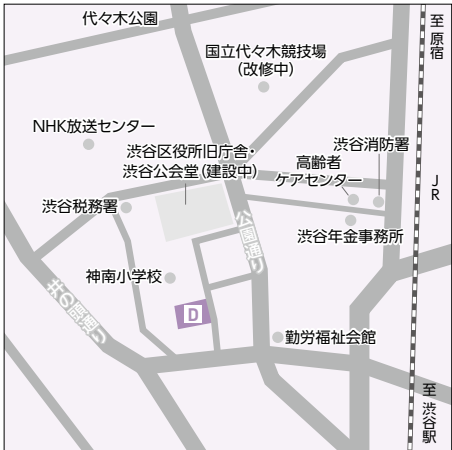 代々木公園
至 原宿
国立代々木競技場
(改修中)
NHK放送センター
渋谷区役所旧庁舎・
渋谷公会堂(建設中)
渋谷消防署
高齢者
ケアセンター
JR
渋谷税務署
公園通り
渋谷年金事務所
神南小学校
井の頭通り
D
勤労福祉会館
至 渋谷駅